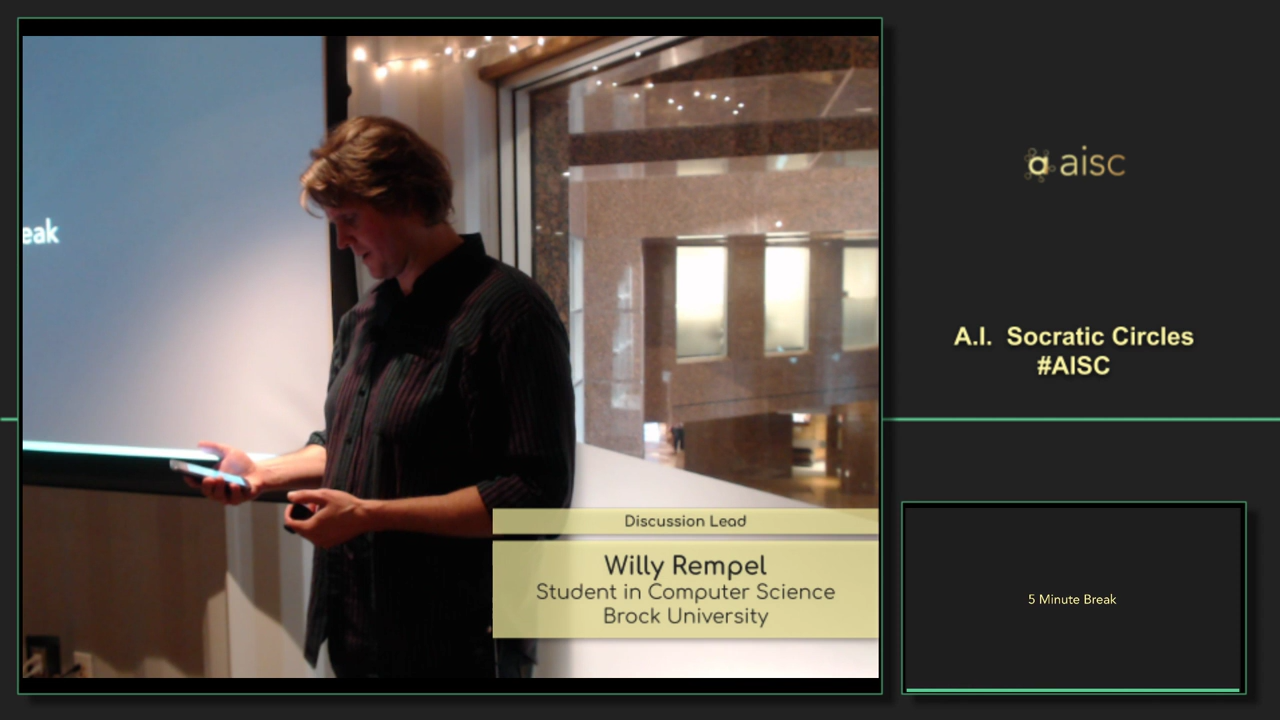 eak
Discussion Lead
Willy Rempel
Student in Computer Science
Brock University
a aisc
A.I. Socratic Circles
#AISC
5 Minute Break